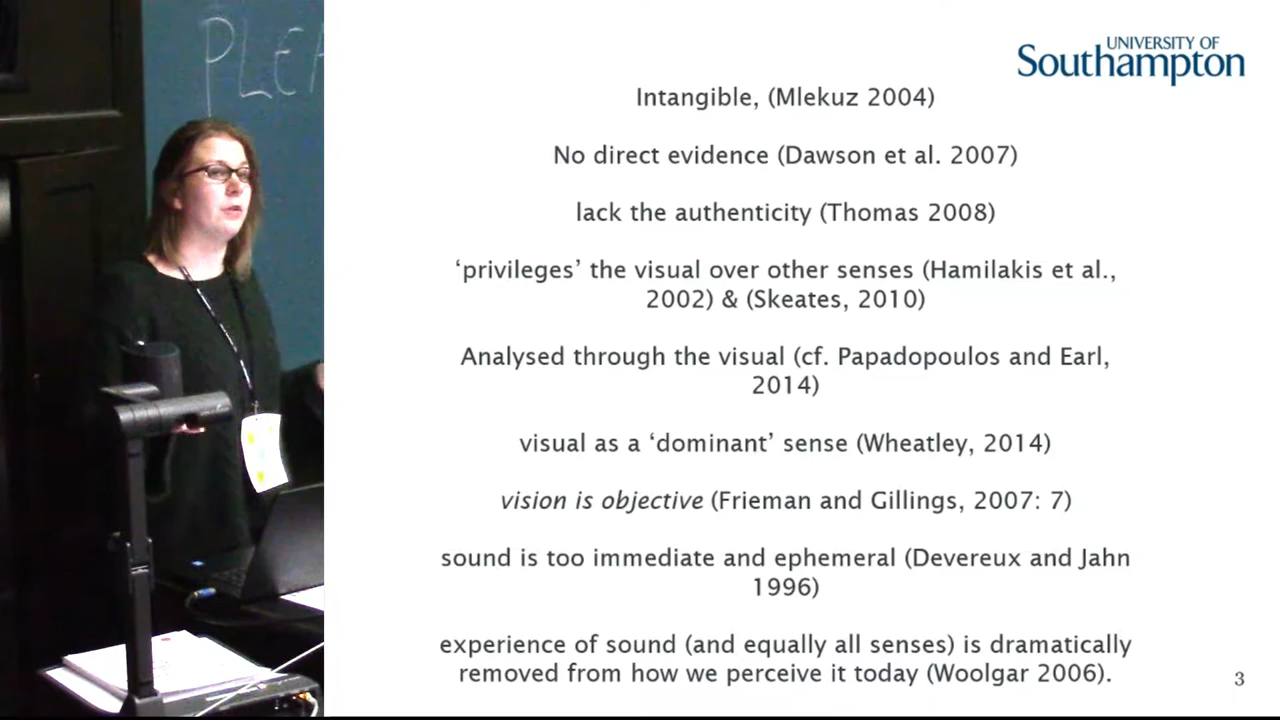 PLEA
UNIVERSITY OF
Southampton
Intangible, (Mlekuz 2004)
No direct evidence (Dawson et al. 2007)
lack the authenticity (Thomas 2008)
‘privileges’ the visual over other senses (Hamilakis et al.,
2002) & (Skeates, 2010)
Analysed through the visual (cf. Papadopoulos and Earl,
2014)
visual as a ‘dominant’ sense (Wheatley, 2014)
vision is objective (Frieman and Gillings, 2007: 7)
sound is too immediate and ephemeral (Devereux and Jahn
1996)
experience of sound (and equally all senses) is dramatically
removed from how we perceive it today (Woolgar 2006).
3